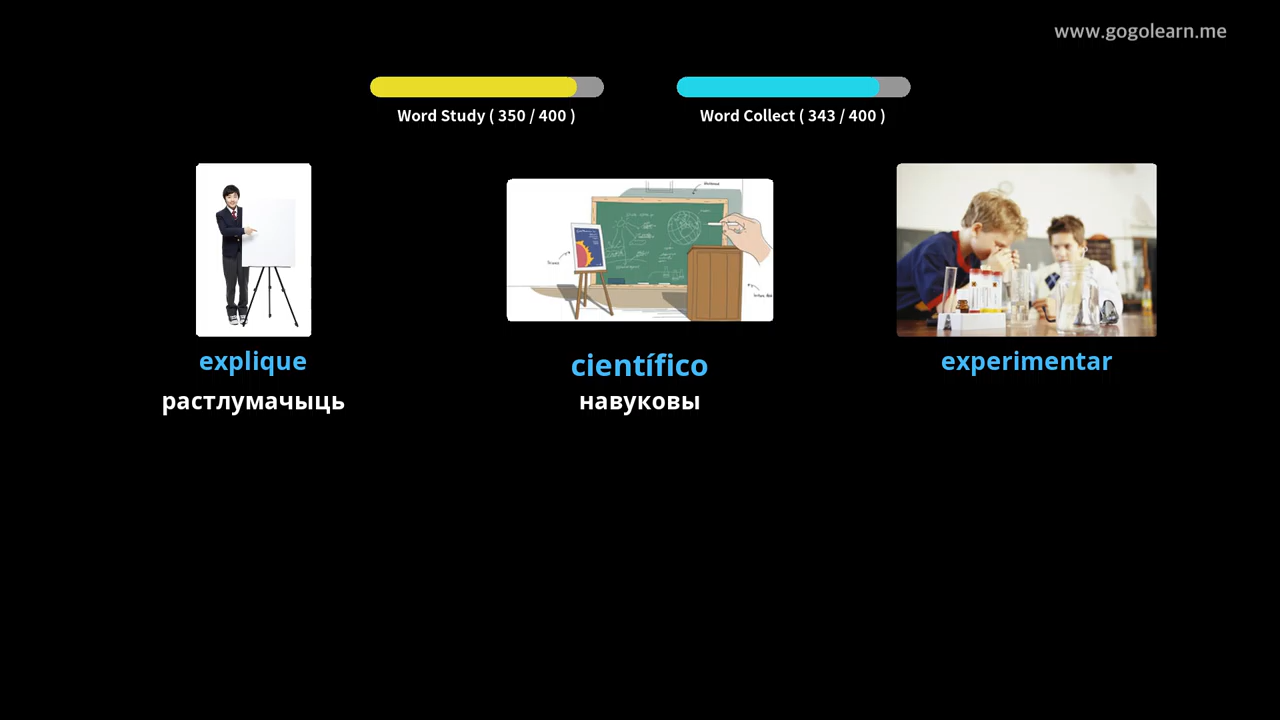 www.gogolearn.me
Word Study ( 350 / 400 )
Word Collect ( 343 / 400 )
explique
científico
experimentar
растлумачыць
навуковы